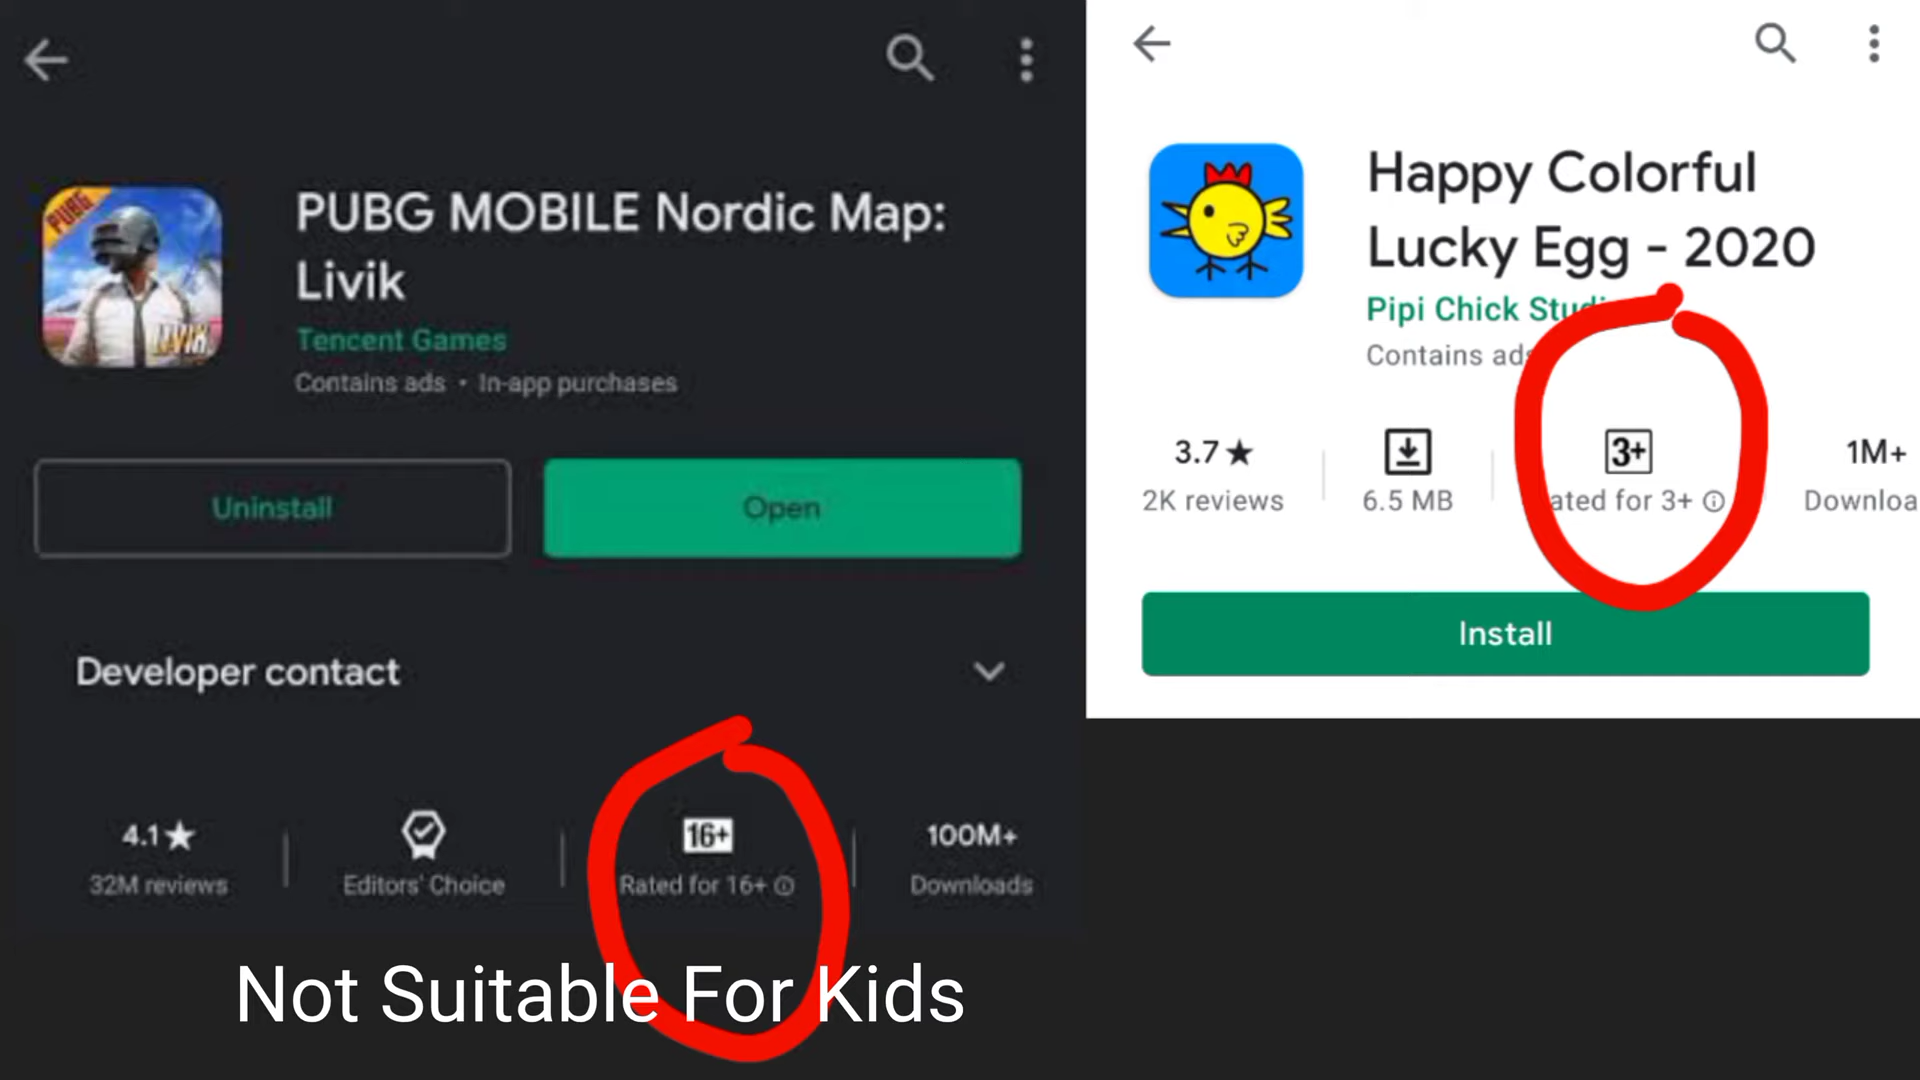 PUBG
LIVIK
PUBG MOBILE Nordic Map:
Livik
Tencent Games
Contains ads • In-app purchases
Uninstall
Open
Developer contact
4.1★
32M reviews
Editors' Choice
16+
Rated for 16+
100M+
Downloads
Not Suitable For Kids
Happy Colorful
Lucky Egg - 2020
Pipi Chick
Contains
3.7★
2K reviews
6.5 MB
3+
for 3+
1M+
Downloa
Install